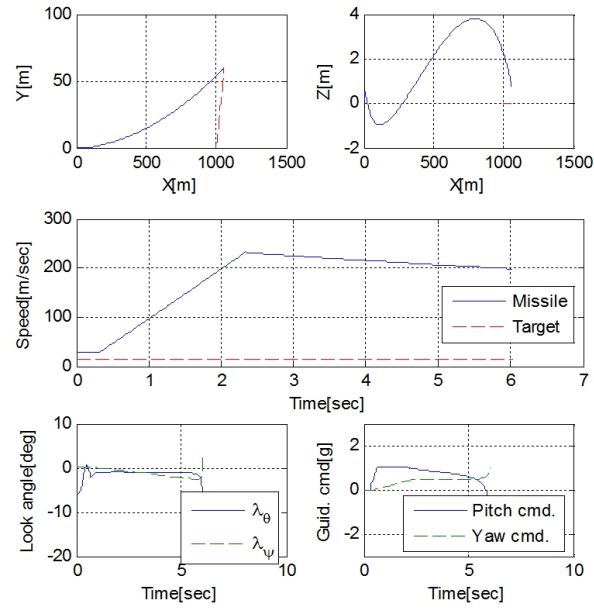 100
50
0
Y[m]
0 500 1000 1500
X[m]
4
2
0
-2
Z[m]
0 500 1000 1500
X[m]
300
200
100
0
Speed[m/sec]
Missile
Target
0 1 2 3 4 5 6 7
Time[sec]
10
0
-10
-20
Look angle[deg]
λθ
λψ
0 5 10
Time[sec]
2
0
-2
Guid. cmd[g]
Pitch cmd.
Yaw cmd.
0 5 10
Time[sec]